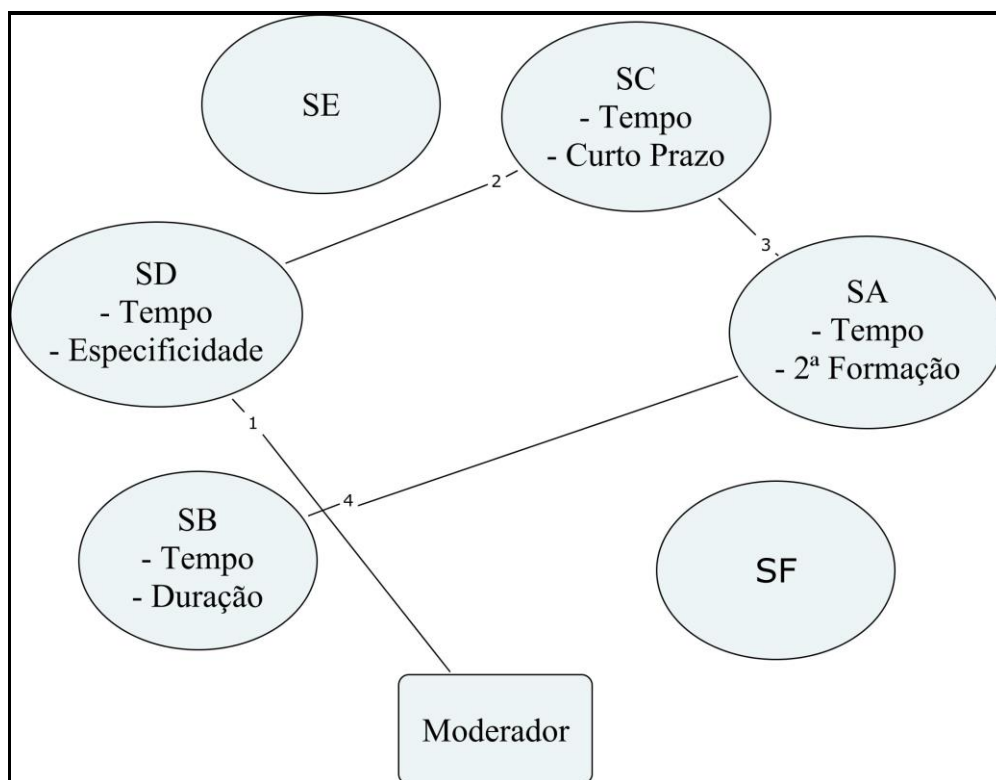 SE
SC
- Tempo
- Curto Prazo
2
3
SD
- Tempo
- Especificidade
SA
- Tempo
- 2ª Formação
1
4
SB
- Tempo
- Duração
SF
Moderador